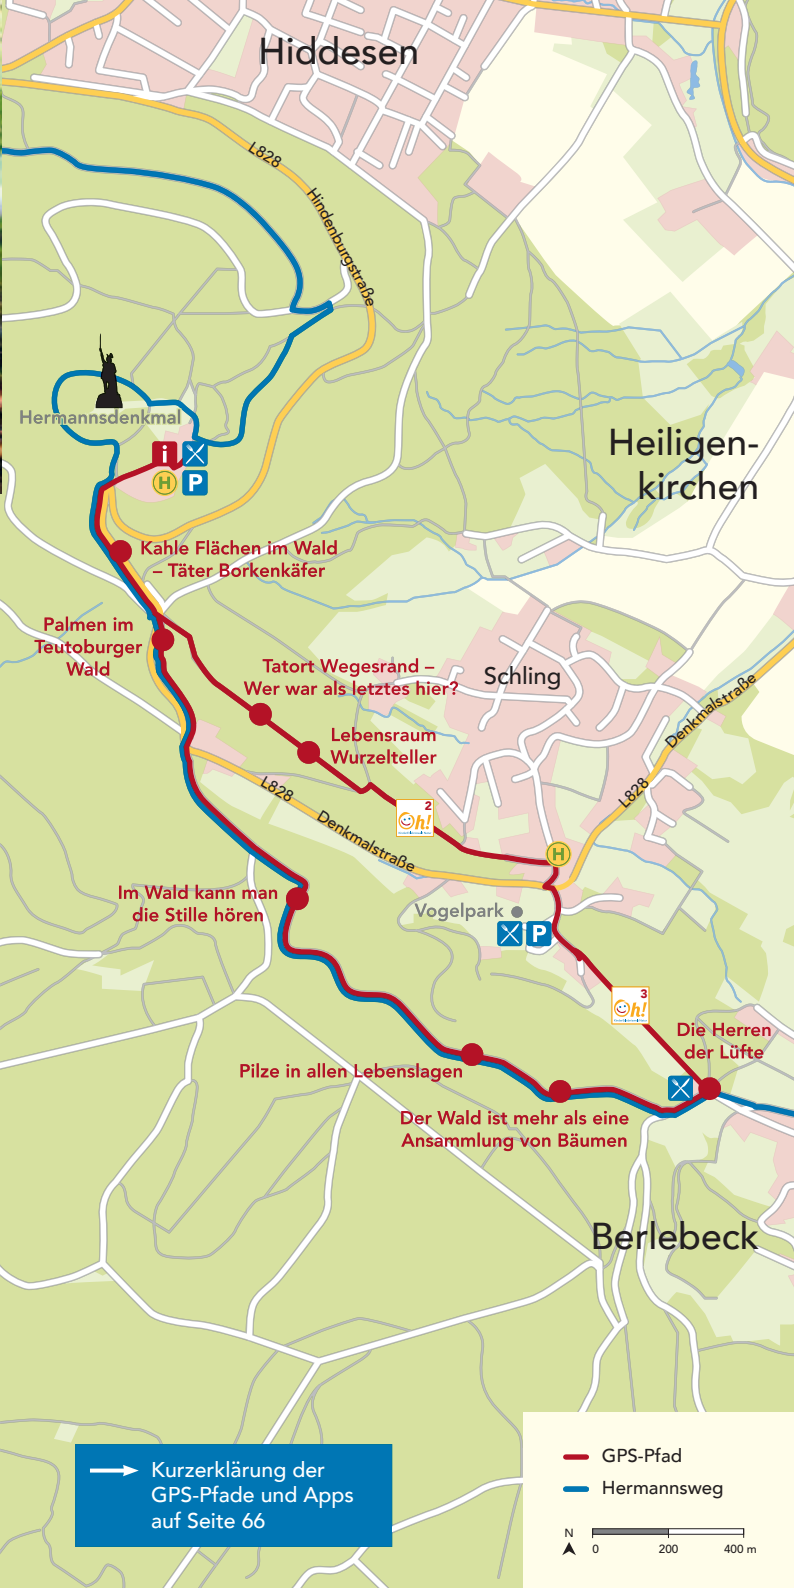 Hiddesen
L828
Hindenburgstraße
Hermannsdenkmal
i
H
P
Heiligen-
kirchen
Kahle Flächen im Wald
– Täter Borkenkäfer
Palmen im
Teutoburger
Wald
Tatort Wegesrand –
Wer war als letztes hier?
Schling
Lebensraum
Wurzelteller
Denkmalstraße
L828
L828
Denkmalstraße
2
Oh!
H
Im Wald kann man
die Stille hören
Vogelpark
P
3
Oh!
Die Herren
der Lüfte
Pilze in allen Lebenslagen
Der Wald ist mehr als eine
Ansammlung von Bäumen
Berlebeck
Kurzerklärung der
GPS-Pfade und Apps
auf Seite 66
GPS-Pfad
Hermannsweg
N
0 200 400 m